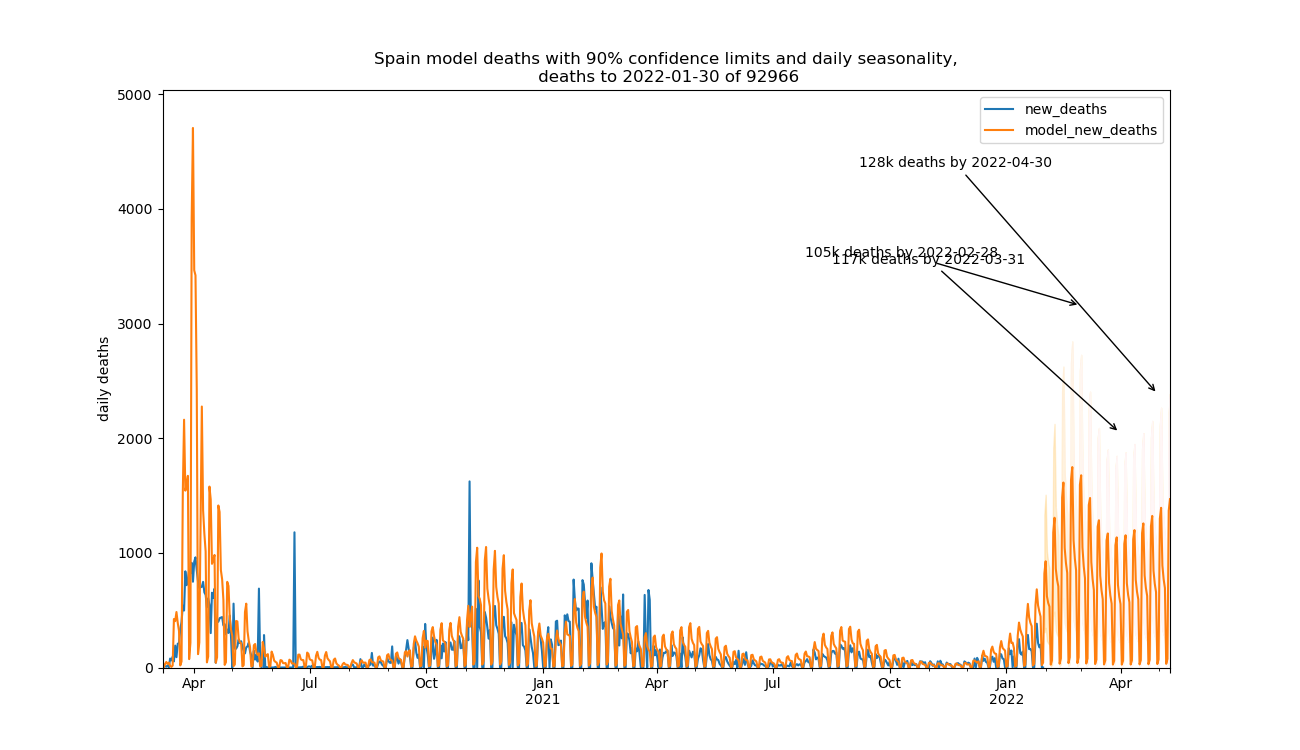 Spain model deaths with 90% confidence limits and daily seasonality,
deaths to 2022-01-30 of 92966
new_deaths
model_new_deaths
128k deaths by 2022-04-30
105k deaths by 2022-02-28
117k deaths by 2022-03-31
daily deaths
5000
4000
3000
2000
1000
0
Apr Jul Oct Jan Apr Jul Oct Jan Apr
2021 2022